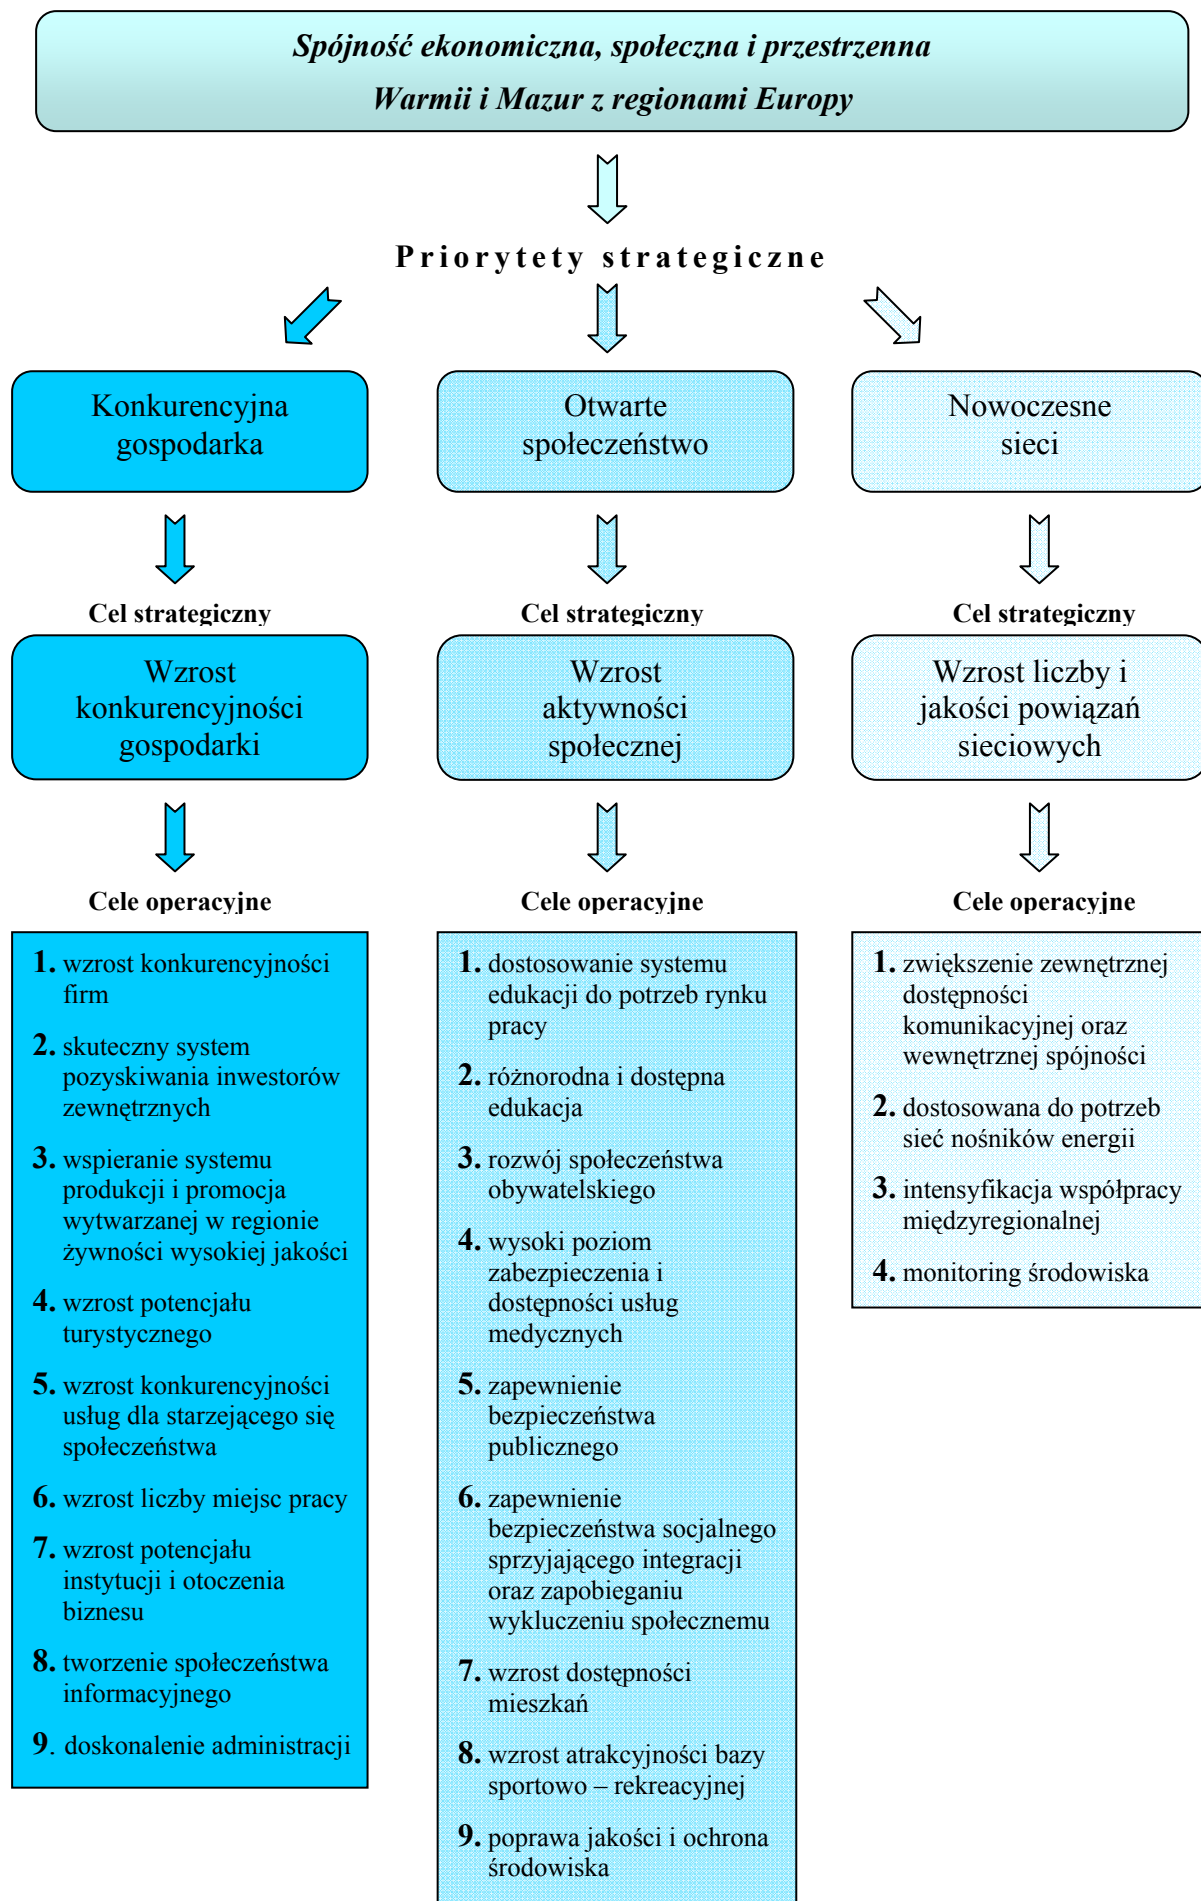 Spójność ekonomiczna, społeczna i przestrzenna
Warmii i Mazur z regionami Europy
Priorytety strategiczne
Konkurencyjna
gospodarka
Otwarte
społeczeństwo
Nowoczesne
sieci
Cel strategiczny
Cel strategiczny
Cel strategiczny
Wzrost
konkurencyjności
gospodarki
Wzrost
aktywności
społecznej
Wzrost liczby i
jakości powiązań
sieciowych
Cele operacyjne
Cele operacyjne
Cele operacyjne
1. wzrost konkurencyjności
firm
2. skuteczny system
pozyskiwania inwestorów
zewnętrznych
3. wspieranie systemu
produkcji i promocja
wytwarzanej w regionie
żywności wysokiej jakości
4. wzrost potencjału
turystycznego
5. wzrost konkurencyjności
usług dla starzejącego się
społeczeństwa
6. wzrost liczby miejsc pracy
7. wzrost potencjału
instytucji i otoczenia
biznesu
8. tworzenie społeczeństwa
informacyjnego
9. doskonalenie administracji
1. dostosowanie systemu
edukacji do potrzeb rynku
pracy
2. różnorodna i dostępna
edukacja
3. rozwój społeczeństwa
obywatelskiego
4. wysoki poziom
zabezpieczenia i
dostępności usług
medycznych
5. zapewnienie
bezpieczeństwa
publicznego
6. zapewnienie
bezpieczeństwa socjalnego
sprzyjającego integracji
oraz zapobieganiu
wykluczeniu społecznemu
7. wzrost dostępności
mieszkań
8. wzrost atrakcyjności bazy
sportowo – rekreacyjnej
9. poprawa jakości i ochrona
środowiska
1. zwiększenie zewnętrznej
dostępności
komunikacyjnej oraz
wewnętrznej spójności
2. dostosowana do potrzeb
sieć nośników energii
3. intensyfikacja współpracy
międzyregionalnej
4. monitoring środowiska